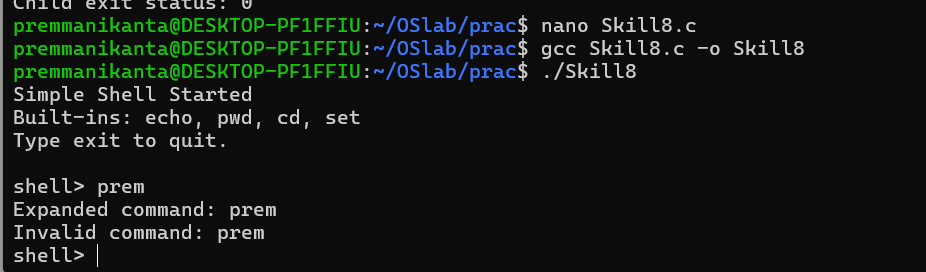 Child exit status: 0
premmanikanta@DESKTOP-PF1FFIU:~/OSlab/prac$ nano Skill8.c
premmanikanta@DESKTOP-PF1FFIU:~/OSlab/prac$ gcc Skill8.c -o Skill8
premmanikanta@DESKTOP-PF1FFIU:~/OSlab/prac$ ./Skill8
Simple Shell Started
Built-ins: echo, pwd, cd, set
Type exit to quit.
shell> prem
Expanded command: prem
Invalid command: prem
shell>